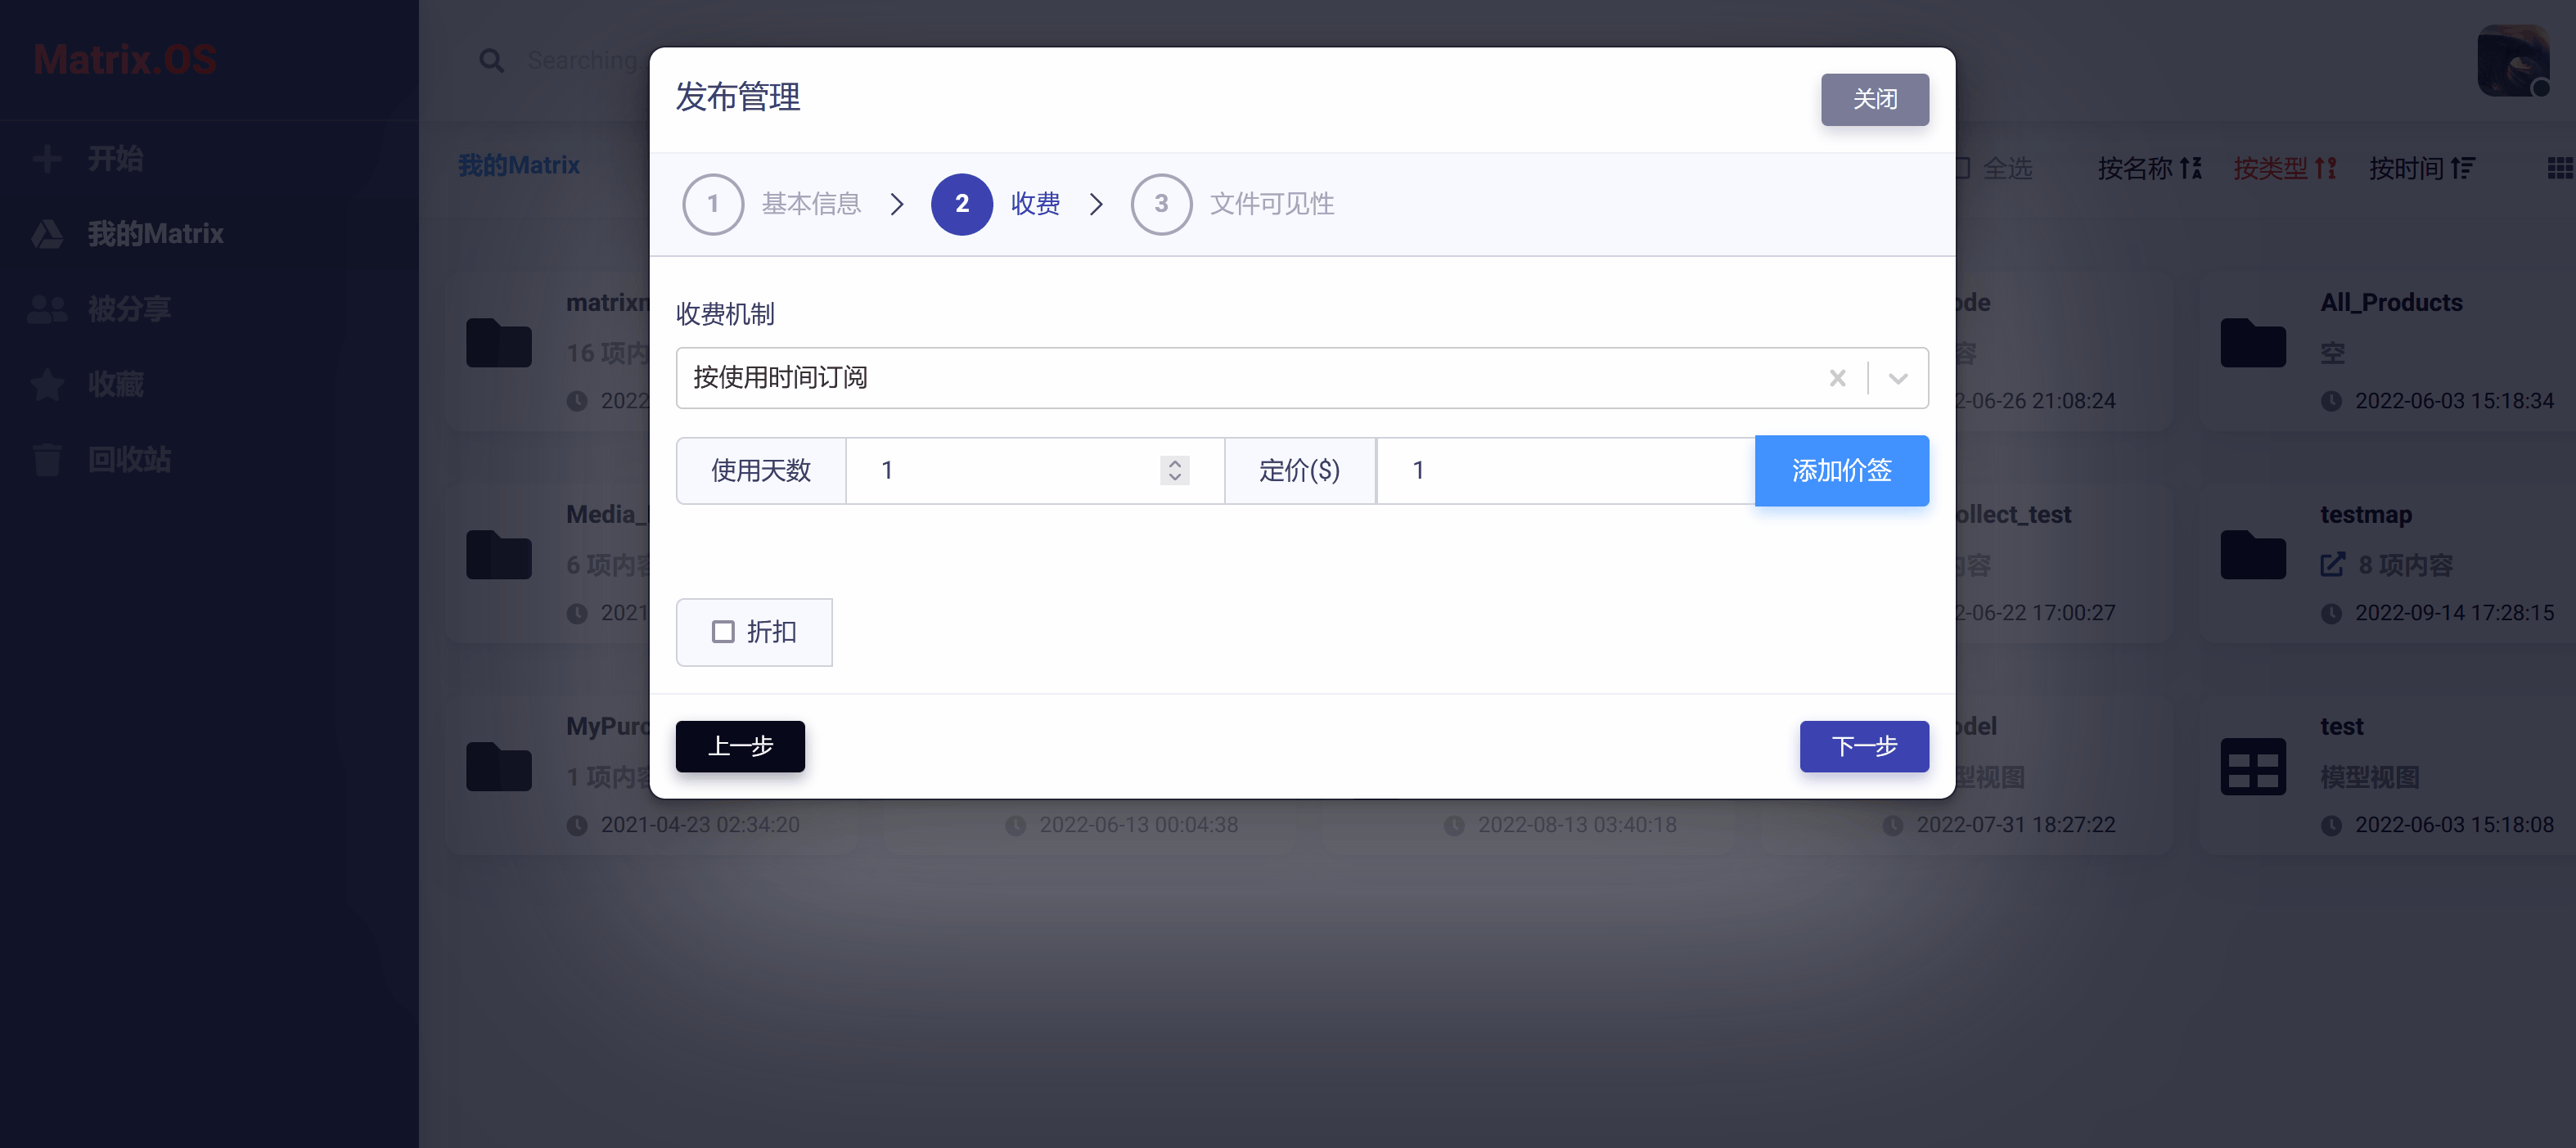 Matrix.OS
开始
我的Matrix
被分享
收藏
回收站
Searching
我的Matrix
全选
按名称
按类型
按时间
发布管理
关闭
1 基本信息
2 收费
3 文件可见性
收费机制
按使用时间订阅
使用天数 1 定价($) 1 添加价签
折扣
上一步
下一步
16 项内
2022
2-06-26 21:08:24
All_Products
空
2022-06-03 15:18:34
Media_
6 项内容
2021
ollect_test
2-06-22 17:00:27
testmap
8 项内容
2022-09-14 17:28:15
MyPurc
1 项内容
2021-04-23 02:34:20
2022-06-13 00:04:38
2022-08-13 03:40:18
型视图
2022-07-31 18:27:22
test
模型视图
2022-06-03 15:18:08